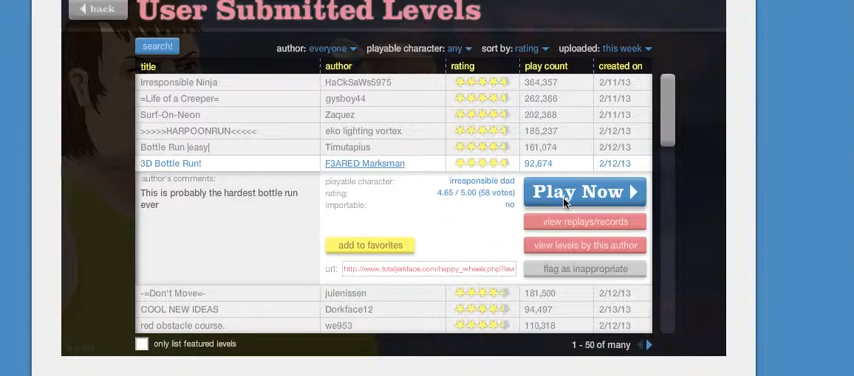 back
User Submitted Levels
search! author: everyone playable character: any sort by: rating uploaded: this week
title author rating play count created on
Irresponsible Ninja HaCkSaWs5975 364,357 2/11/13
=Life of a Creeper= gysboy44 262,366 2/11/13
Surf-On-Neon Zaquez 202,368 2/11/13
>>>>>HARPOONRUN<<<<< eko lighting vortex 185,237 2/12/13
Bottle Run |easy| Timutapius 161,074 2/12/13
3D Bottle Run! F3ARED Marksman 92,674 2/12/13
author's comments:
This is probably the hardest bottle run
ever
playable character: irresponsible dad
rating: 4.65 / 5.00 (58 votes)
importable: no
Play Now
view replays/records
add to favorites
view levels by this author
url: http://www.totaljerkface.com/happy_wheels.php?level
flag as inappropriate
-=Don't Move=- julenissen 181,500 2/12/13
COOL NEW IDEAS Dorkface12 94,497 2/13/13
red obstacle course. we953 110,318 2/12/13
only list featured levels
1 - 50 of many